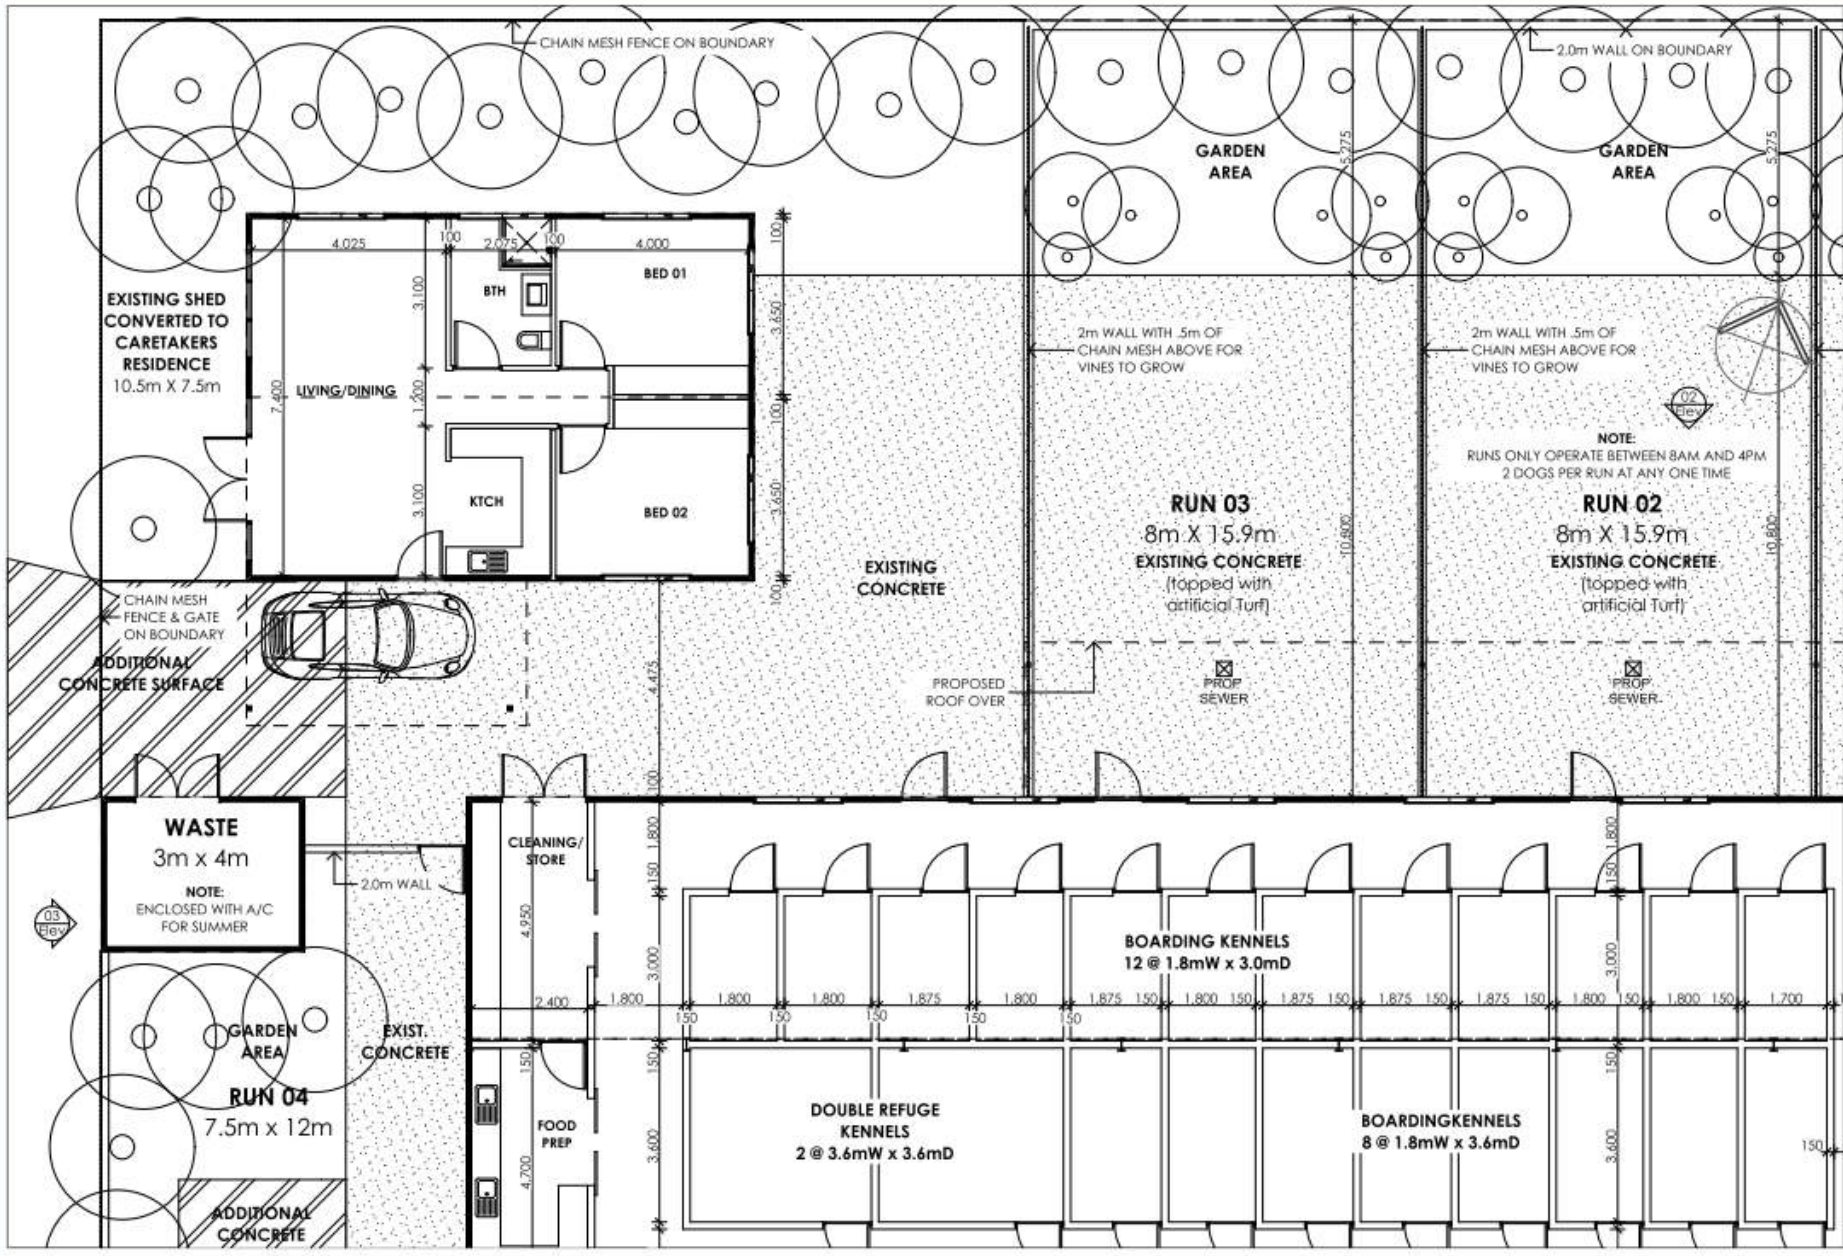 CHAIN MESH FENCE ON BOUNDARY
2.0m WALL ON BOUNDARY
GARDEN
AREA
5,275
GARDEN
AREA
5,275
4.025
100
2.075
100
4.000
100
BED 01
BTH
3,100
3,650
EXISTING SHED
CONVERTED TO
CARETAKERS
RESIDENCE
10.5m X 7.5m
LIVING/DINING
7,400
1,200
100
2m WALL WITH .5m OF
CHAIN MESH ABOVE FOR
VINES TO GROW
2m WALL WITH .5m OF
CHAIN MESH ABOVE FOR
VINES TO GROW
02
Elev
NOTE:
RUNS ONLY OPERATE BETWEEN 8AM AND 4PM
2 DOGS PER RUN AT ANY ONE TIME
KTCH
3,100
BED 02
3,650
100
RUN 03
8m X 15.9m
EXISTING CONCRETE
(topped with
artificial Turf)
10,800
RUN 02
8m X 15.9m
EXISTING CONCRETE
(topped with
artificial Turf)
10,800
EXISTING
CONCRETE
CHAIN MESH
FENCE & GATE
ON BOUNDARY
ADDITIONAL
CONCRETE SURFACE
4,475
PROPOSED
ROOF OVER
PROP
SEWER
PROP
SEWER
100
WASTE
3m x 4m
NOTE:
ENCLOSED WITH A/C
FOR SUMMER
2.0m WALL
CLEANING/
STORE
1,800
150
1,800
150
03
Elev
4,950
3,000
BOARDING KENNELS
12 @ 1.8mW x 3.0mD
3,000
2,400
1,800
1,800
1,800
1,875
1,800
1,875
150
1,800
150
1,875
150
1,875
150
1,875
150
1,800
150
1,800
150
1,700
150
150
150
150
150
GARDEN
AREA
EXIST.
CONCRETE
150
150
150
RUN 04
7.5m x 12m
FOOD
PREP
4,700
3,600
DOUBLE REFUGE
KENNELS
2 @ 3.6mW x 3.6mD
BOARDINGKENNELS
8 @ 1.8mW x 3.6mD
3,600
150
ADDITIONAL
CONCRETE